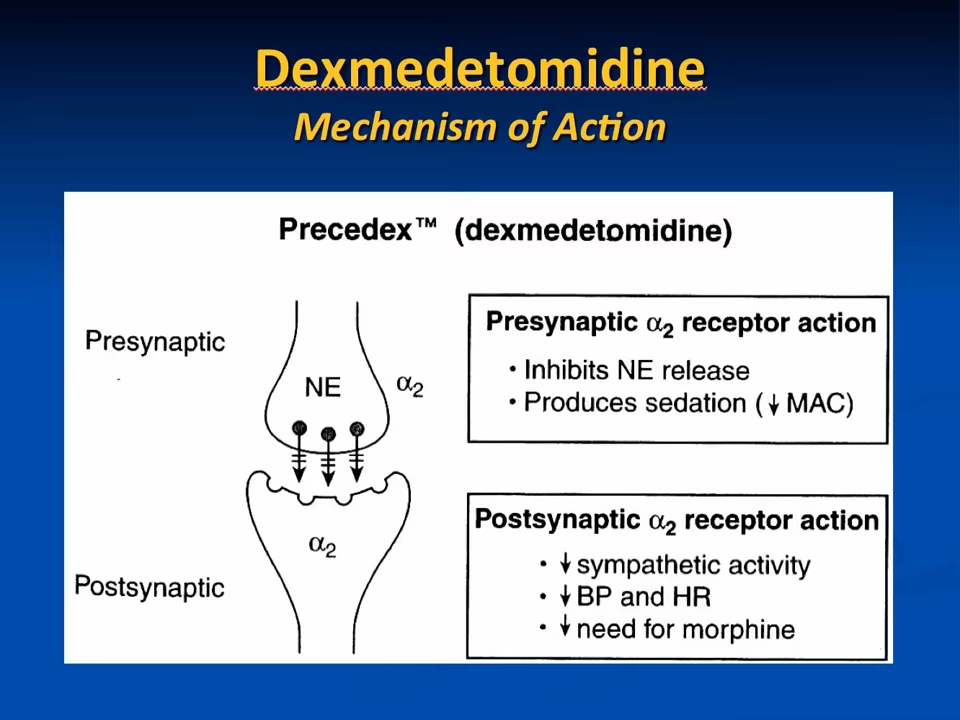 Dexmedetomidine
Mechanism of Action
Precedex™ (dexmedetomidine)
Presynaptic
NE
α₂
Presynaptic α₂ receptor action
• Inhibits NE release
• Produces sedation (↓ MAC)
Postsynaptic
α₂
Postsynaptic α₂ receptor action
• ↓ sympathetic activity
• ↓ BP and HR
• ↓ need for morphine